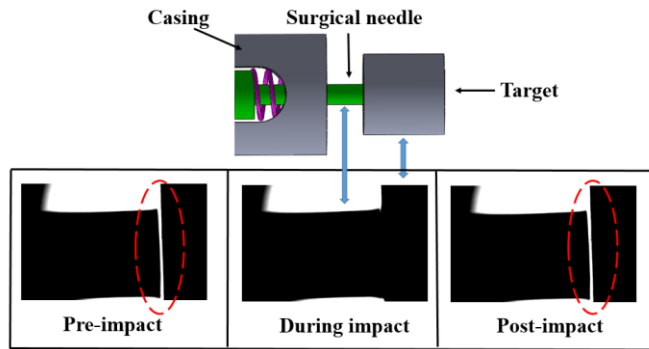 Casing
Surgical needle
Target
Pre-impact
During impact
Post-impact